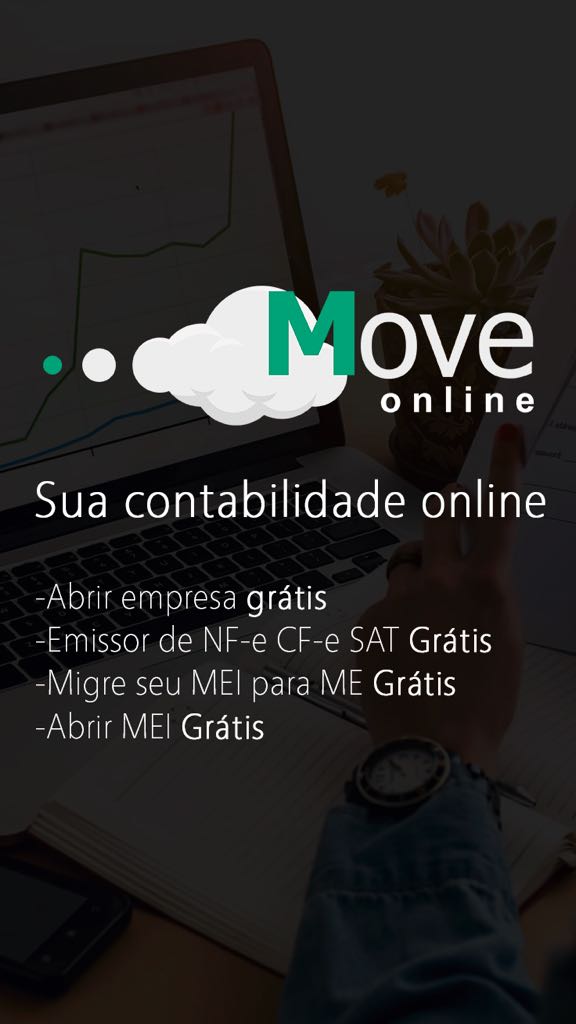 Move
online
Sua contabilidade online
-Abrir empresa grátis
-Emissor de NF-e CF-e SAT Grátis
-Migre seu MEI para ME Grátis
-Abrir MEI Grátis